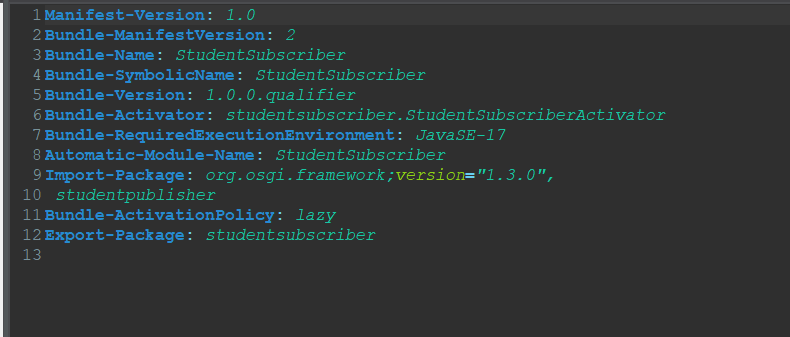 1 Manifest-Version: 1.0
2 Bundle-ManifestVersion: 2
3 Bundle-Name: StudentSubscriber
4 Bundle-SymbolicName: StudentSubscriber
5 Bundle-Version: 1.0.0.qualifier
6 Bundle-Activator: studentsubscriber.StudentSubscriberActivator
7 Bundle-RequiredExecutionEnvironment: JavaSE-17
8 Automatic-Module-Name: StudentSubscriber
9 Import-Package: org.osgi.framework;version="1.3.0",
10  studentpublisher
11 Bundle-ActivationPolicy: lazy
12 Export-Package: studentsubscriber
13